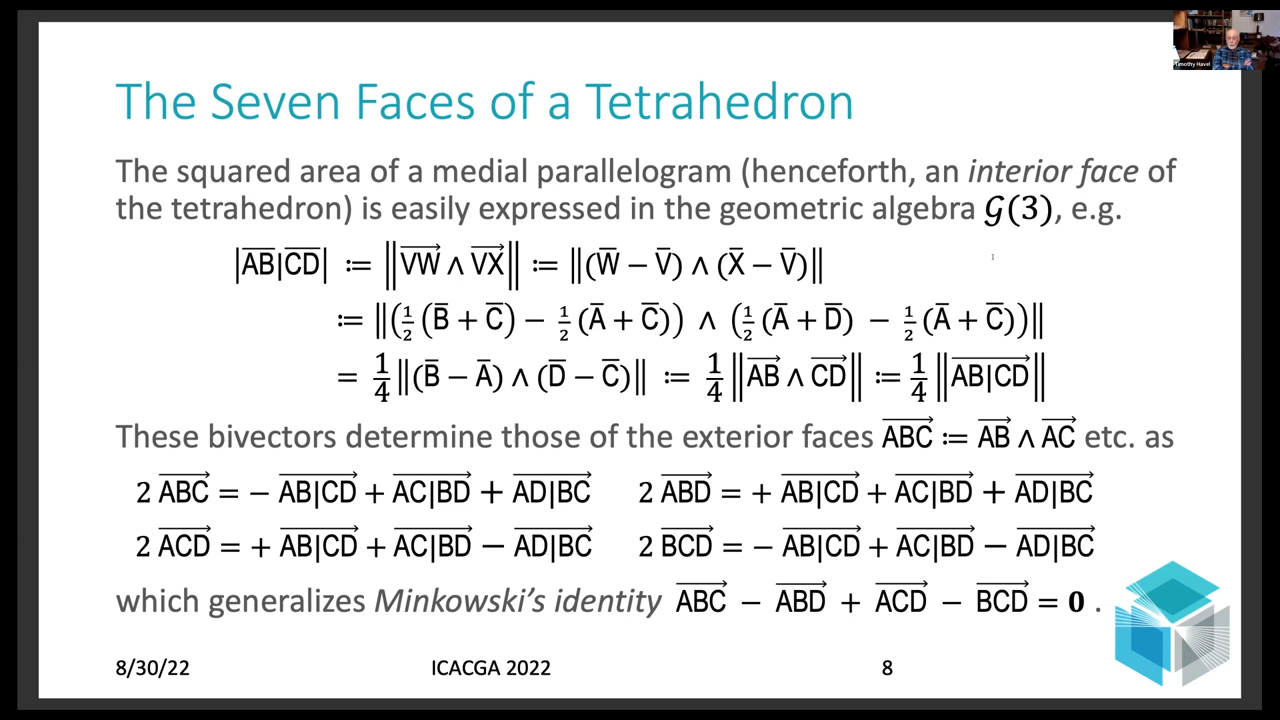 Timothy Havel
The Seven Faces of a Tetrahedron
The squared area of a medial parallelogram (henceforth, an interior face of
the tetrahedron) is easily expressed in the geometric algebra 𝒢(3), e.g.
|A̅B̅|C̅D̅| ≔ ‖VW⃗ ∧ VX⃗‖ ≔ ‖(W̅ − V̅) ∧ (X̅ − V̅)‖
≔ ‖(½(B̅ + C̅) − ½(A̅ + C̅)) ∧ (½(A̅ + D̅) − ½(A̅ + C̅))‖
= ¼‖(B̅ − A̅) ∧ (D̅ − C̅)‖ ≔ ¼‖AB⃗ ∧ CD⃗‖ ≔ ¼‖AB|CD⃗‖
These bivectors determine those of the exterior faces ABC⃗ ≔ AB⃗ ∧ AC⃗ etc. as
2 ABC⃗ = − AB|CD⃗ + AC|BD⃗ + AD|BC⃗ 2 ABD⃗ = + AB|CD⃗ + AC|BD⃗ + AD|BC⃗
2 ACD⃗ = + AB|CD⃗ + AC|BD⃗ − AD|BC⃗ 2 BCD⃗ = − AB|CD⃗ + AC|BD⃗ − AD|BC⃗
which generalizes Minkowski’s identity ABC⃗ − ABD⃗ + ACD⃗ − BCD⃗ = 𝟎 .
8/30/22 ICACGA 2022 8